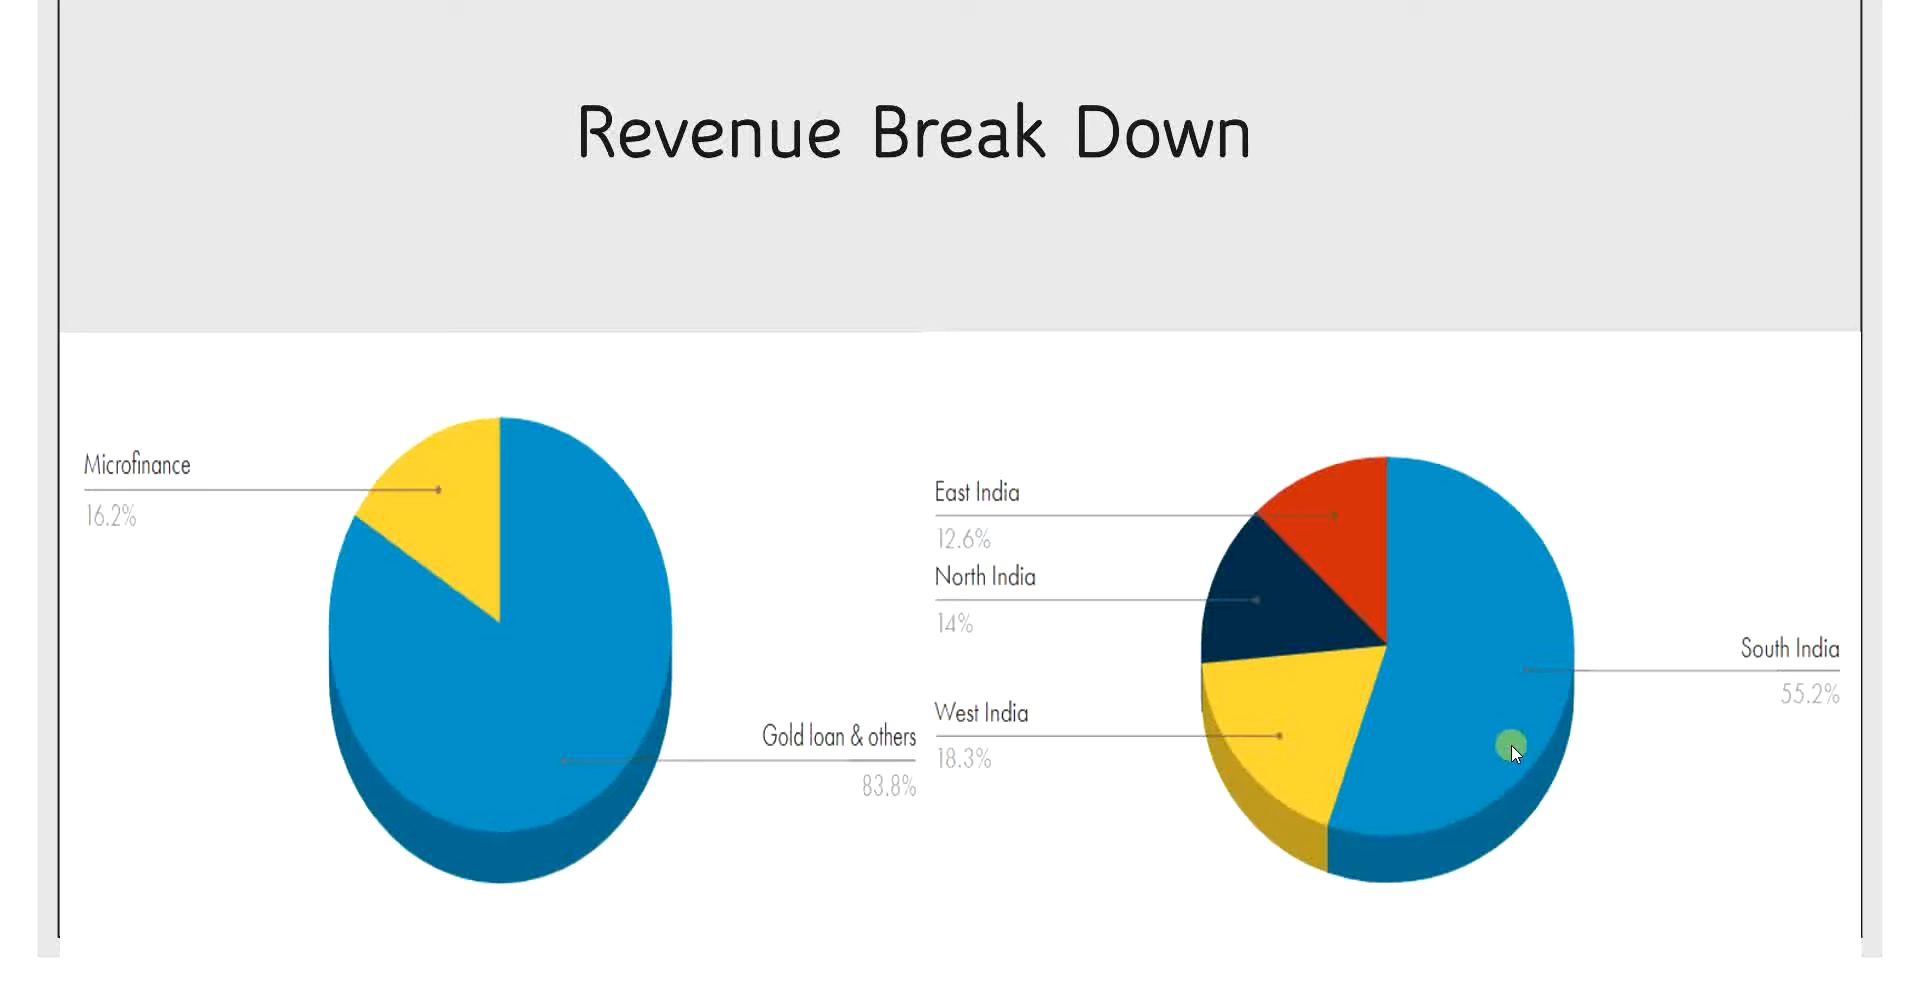 Revenue Break Down
Microfinance
16.2%
Gold loan & others
83.8%
East India
12.6%
North India
14%
West India
18.3%
South India
55.2%